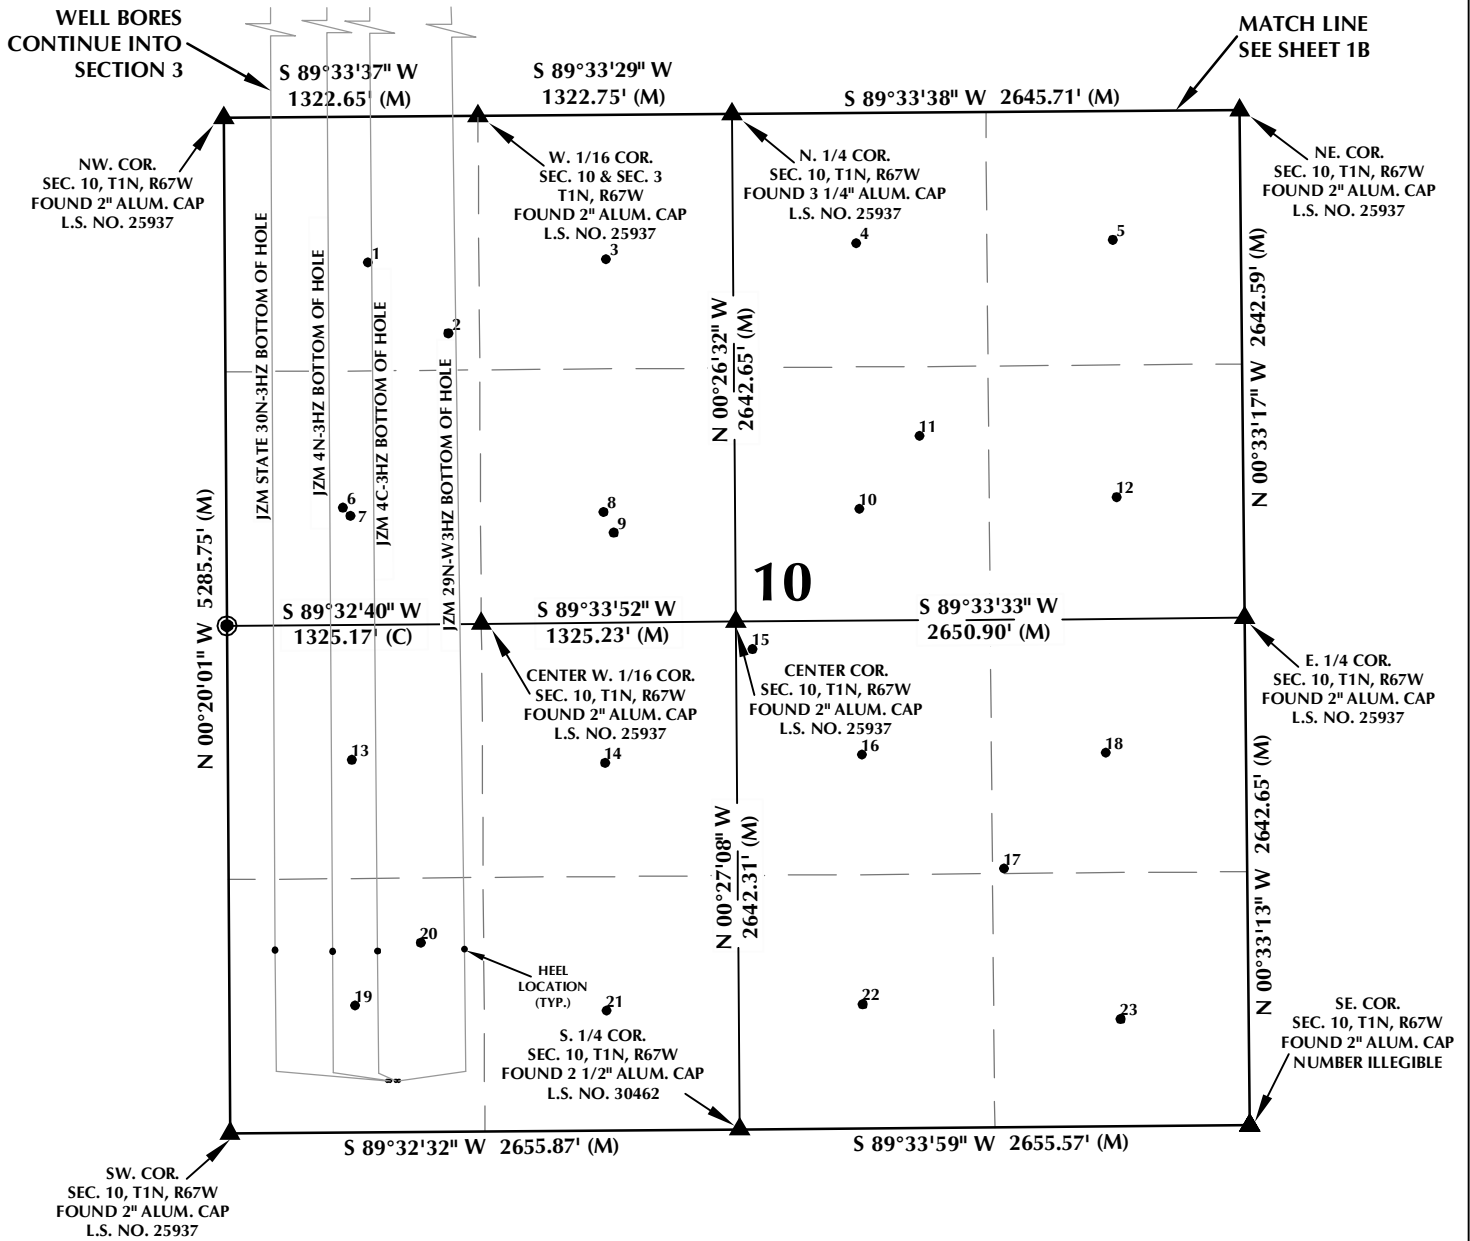 WELL BORES
CONTINUE INTO
SECTION 3
MATCH LINE
SEE SHEET 1B
S 89°33'37" W
1322.65' (M)
S 89°33'29" W
1322.75' (M)
S 89°33'38" W 2645.71' (M)
NW. COR.
SEC. 10, T1N, R67W
FOUND 2" ALUM. CAP
L.S. NO. 25937
W. 1/16 COR.
SEC. 10 & SEC. 3
T1N, R67W
FOUND 2" ALUM. CAP
L.S. NO. 25937
N. 1/4 COR.
SEC. 10, T1N, R67W
FOUND 3 1/4" ALUM. CAP
L.S. NO. 25937
NE. COR.
SEC. 10, T1N, R67W
FOUND 2" ALUM. CAP
L.S. NO. 25937
1
2
3
4
5
JZM STATE 30N-3HZ BOTTOM OF HOLE
JZM 4N-3HZ BOTTOM OF HOLE
JZM 4C-3HZ BOTTOM OF HOLE
JZM 29N-W3HZ BOTTOM OF HOLE
N 00°26'32" W
2642.65' (M)
N 00°33'17" W 2642.59' (M)
6
7
8
9
10
11
12
N 00°20'01" W 5285.75' (M)
10
S 89°32'40" W
1325.17' (C)
S 89°33'52" W
1325.23' (M)
S 89°33'33" W
2650.90' (M)
15
CENTER W. 1/16 COR.
SEC. 10, T1N, R67W
FOUND 2" ALUM. CAP
L.S. NO. 25937
CENTER COR.
SEC. 10, T1N, R67W
FOUND 2" ALUM. CAP
L.S. NO. 25937
E. 1/4 COR.
SEC. 10, T1N, R67W
FOUND 2" ALUM. CAP
L.S. NO. 25937
13
14
16
18
17
N 00°27'08" W
2642.31' (M)
N 00°33'13" W 2642.65' (M)
20
19
HEEL
LOCATION
(TYP.)
21
22
23
S. 1/4 COR.
SEC. 10, T1N, R67W
FOUND 2 1/2" ALUM. CAP
L.S. NO. 30462
SE. COR.
SEC. 10, T1N, R67W
FOUND 2" ALUM. CAP
NUMBER ILLEGIBLE
S 89°32'32" W 2655.87' (M)
S 89°33'59" W 2655.57' (M)
SW. COR.
SEC. 10, T1N, R67W
FOUND 2" ALUM. CAP
L.S. NO. 25937